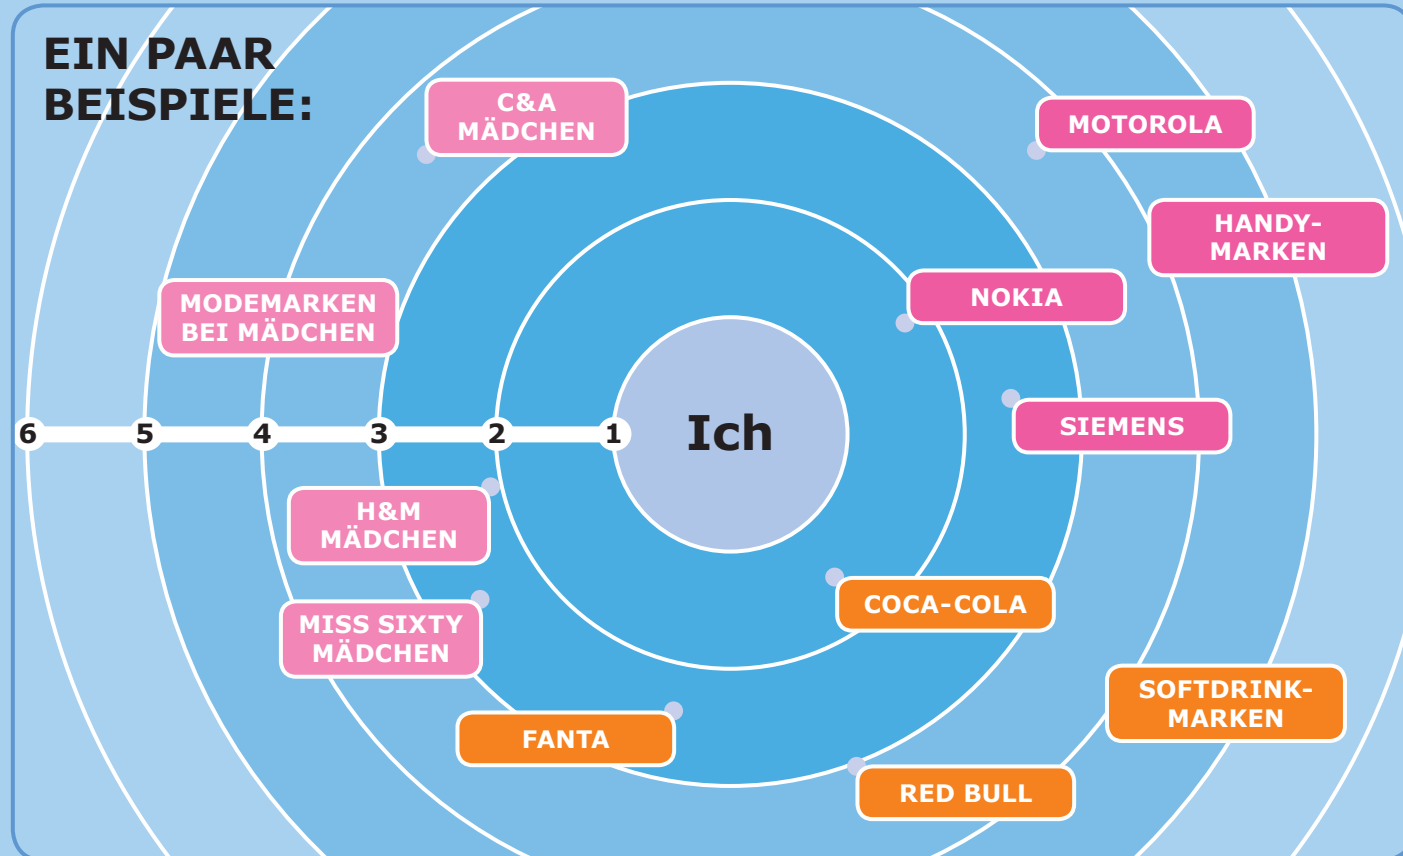 EIN PAAR
BEISPIELE:
C&A
MÄDCHEN
MOTOROLA
HANDY-
MARKEN
MODEMARKEN
BEI MÄDCHEN
NOKIA
6 5 4 3 2 1 Ich
SIEMENS
H&M
MÄDCHEN
COCA-COLA
MISS SIXTY
MÄDCHEN
SOFTDRINK-
MARKEN
FANTA
RED BULL